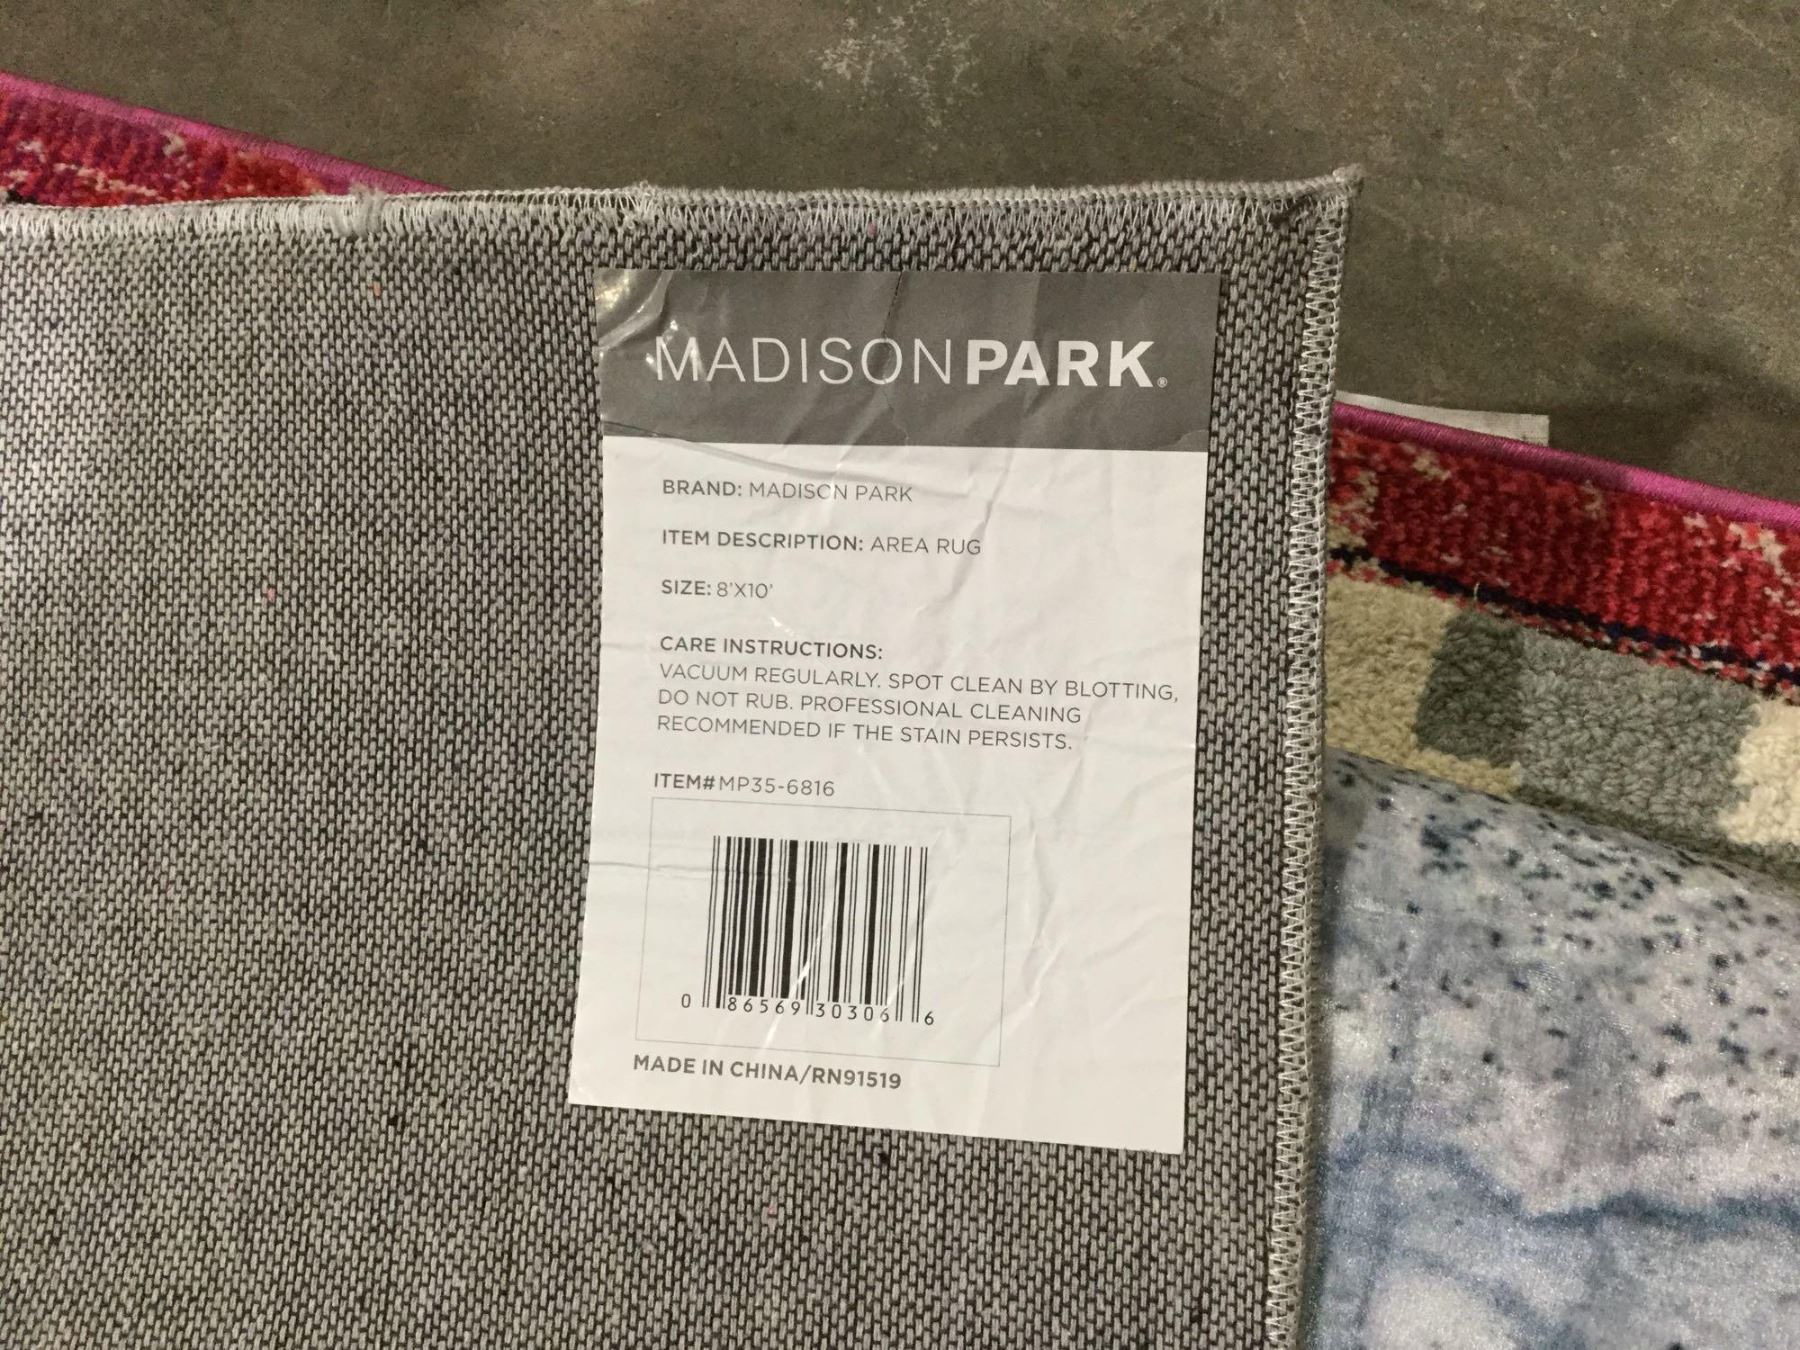 MADISONPARK®
BRAND: MADISON PARK
ITEM DESCRIPTION: AREA RUG
SIZE: 8'X10'
CARE INSTRUCTIONS:
VACUUM REGULARLY. SPOT CLEAN BY BLOTTING,
DO NOT RUB. PROFESSIONAL CLEANING
RECOMMENDED IF THE STAIN PERSISTS.
ITEM#MP35-6816
0 86569 30306 6
MADE IN CHINA/RN91519